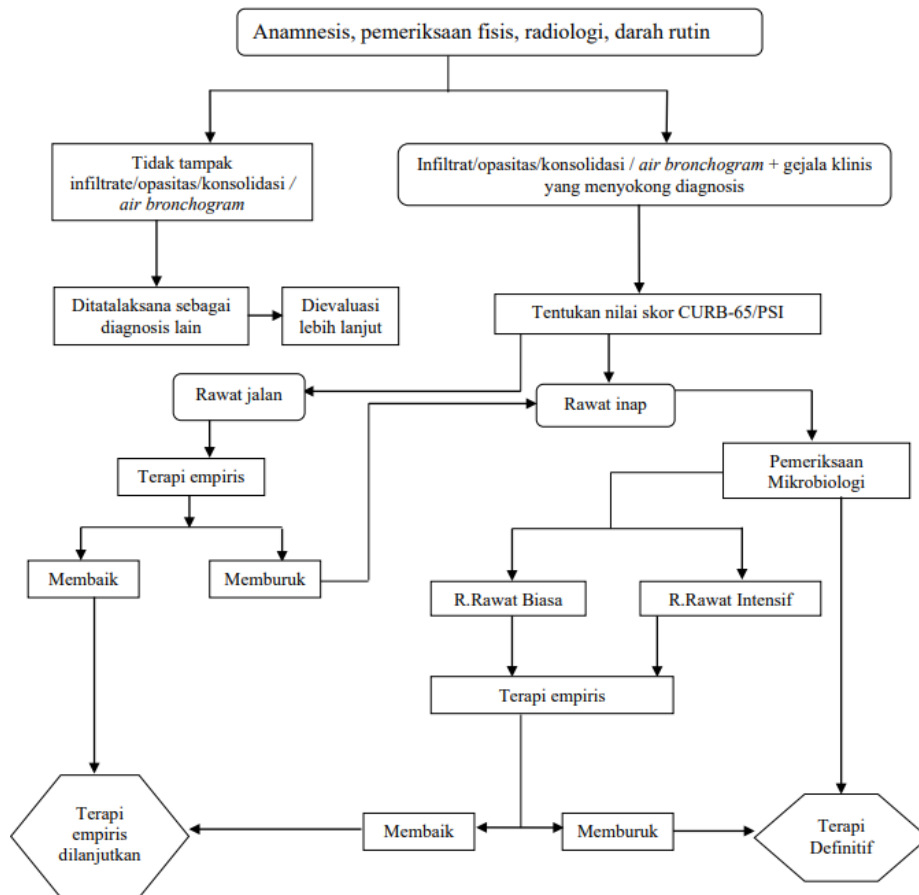 Anamnesis, pemeriksaan fisis, radiologi, darah rutin
Tidak tampak
infiltrate/opasitas/konsolidasi /
air bronchogram
Infiltrat/opasitas/konsolidasi / air bronchogram + gejala klinis
yang menyokong diagnosis
Ditatalaksana sebagai
diagnosis lain
Dievaluasi
lebih lanjut
Tentukan nilai skor CURB-65/PSI
Rawat jalan
Rawat inap
Terapi empiris
Pemeriksaan
Mikrobiologi
Membaik
Memburuk
R.Rawat Biasa
R.Rawat Intensif
Terapi empiris
Terapi
empiris
dilanjutkan
Membaik
Memburuk
Terapi
Definitif